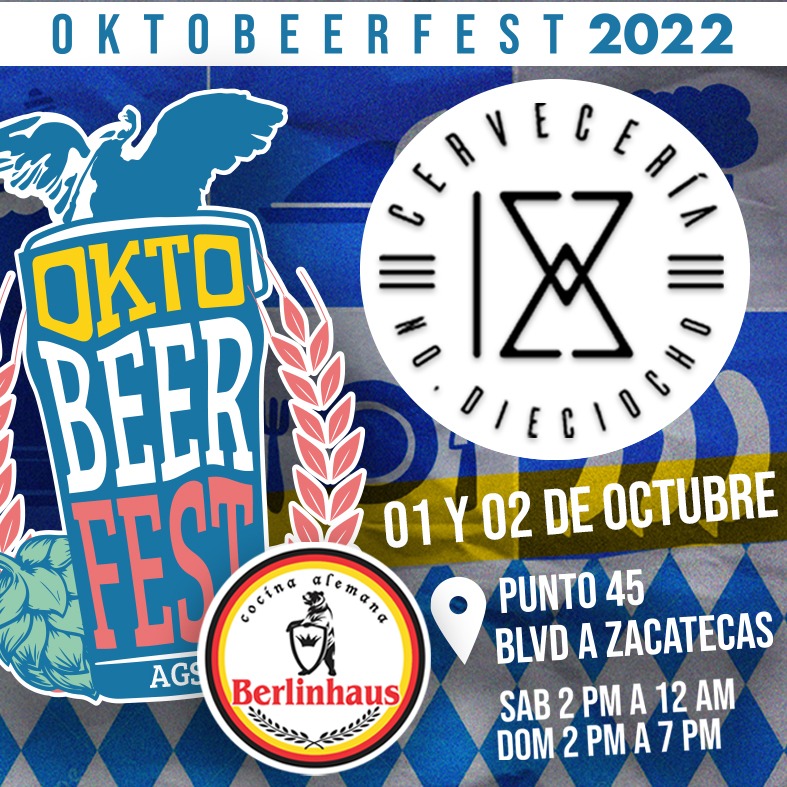 OKTOBEERFEST 2022
CERVECERÍA
NO. DIECIOCHO
OKTO
BEER
FEST
AGS
cocina alemana
Berlinhaus
01 Y 02 DE OCTUBRE
PUNTO 45
BLVD A ZACATECAS
SAB 2 PM A 12 AM
DOM 2 PM A 7 PM